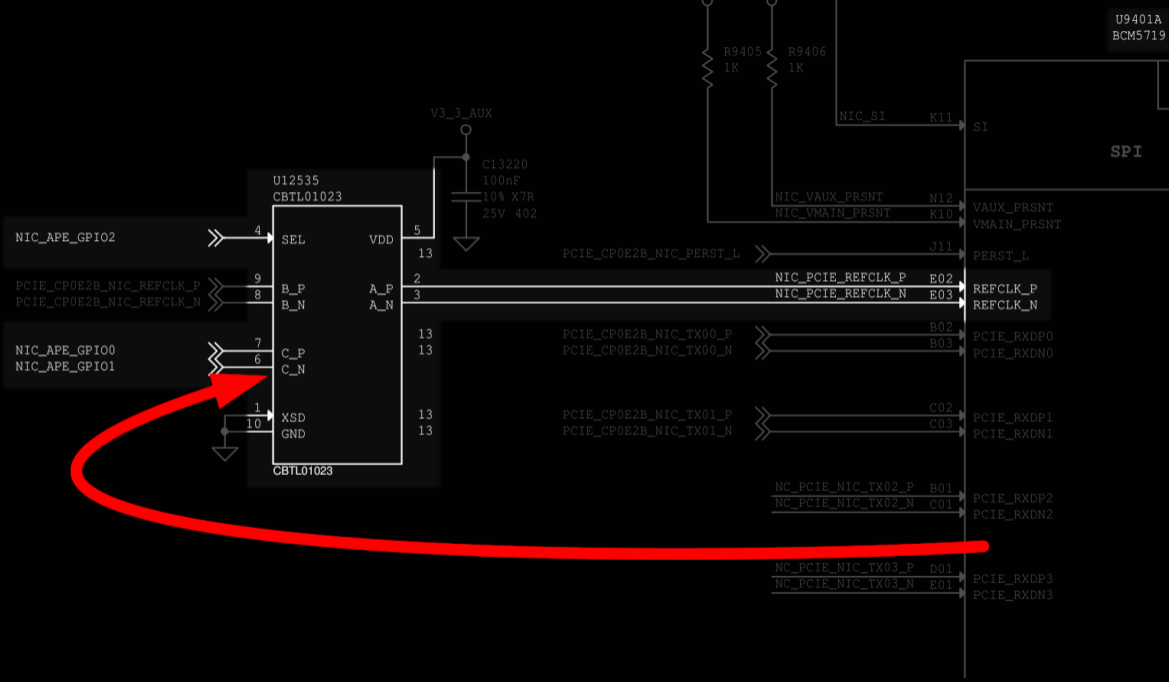 U9401A
BCM5719
R9405
1K
R9406
1K
NIC_SI
K11
SI
SPI
V3_3_AUX
C13220
100nF
10% X7R
25V 402
U12535
CBTL01023
NIC_APE_GPIO2
4
SEL
VDD
5
13
NIC_VAUX_PRSNT
N12
VAUX_PRSNT
NIC_VMAIN_PRSNT
K10
VMAIN_PRSNT
PCIE_CP0E2B_NIC_PERST_L
J11
PERST_L
PCIE_CP0E2B_NIC_REFCLK_P
9
B_P
A_P
2
NIC_PCIE_REFCLK_P
E02
REFCLK_P
PCIE_CP0E2B_NIC_REFCLK_N
8
B_N
A_N
3
NIC_PCIE_REFCLK_N
E03
REFCLK_N
13
PCIE_CP0E2B_NIC_TX00_P
B02
PCIE_RXDP0
NIC_APE_GPIO0
7
C_P
13
PCIE_CP0E2B_NIC_TX00_N
B03
PCIE_RXDN0
NIC_APE_GPIO1
6
C_N
1
XSD
13
PCIE_CP0E2B_NIC_TX01_P
C02
PCIE_RXDP1
10
GND
13
PCIE_CP0E2B_NIC_TX01_N
C03
PCIE_RXDN1
CBTL01023
NC_PCIE_NIC_TX02_P
B01
PCIE_RXDP2
NC_PCIE_NIC_TX02_N
C01
PCIE_RXDN2
NC_PCIE_NIC_TX03_P
D01
PCIE_RXDP3
NC_PCIE_NIC_TX03_N
E01
PCIE_RXDN3